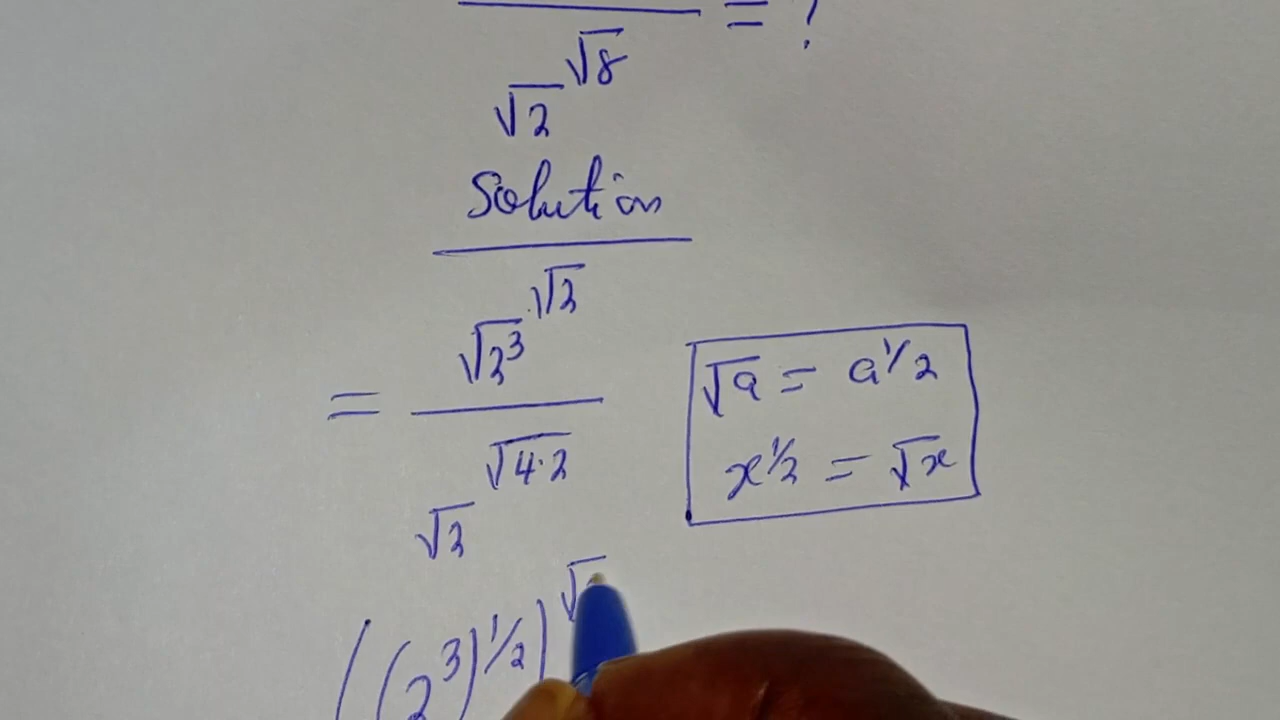 = ?
√2^√8
Solution
= √2³^√2 / √2^√4·2
√a = a^1/2
x^1/2 = √x
((2³)^1/2)^√